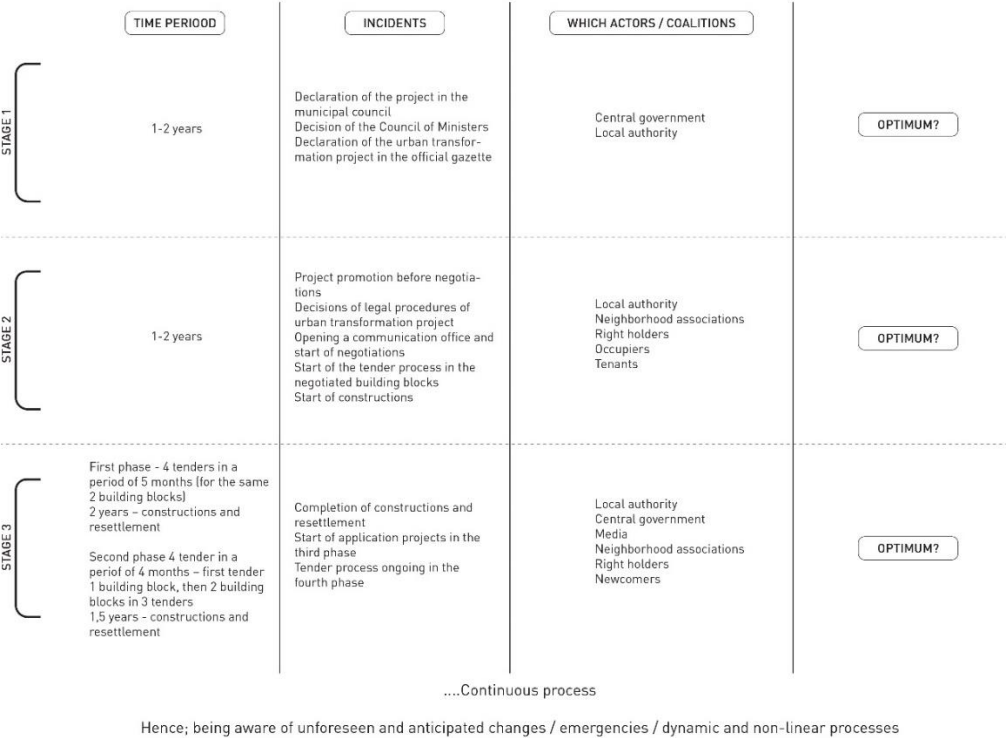 TIME PERIOOD
INCIDENTS
WHICH ACTORS / COALITIONS
STAGE 1
1-2 years
Declaration of the project in the
municipal council
Decision of the Council of Ministers
Declaration of the urban transfor-
mation project in the official gazette
Central government
Local authority
OPTIMUM?
STAGE 2
1-2 years
Project promotion before negotia-
tions
Decisions of legal procedures of
urban transformation project
Opening a communication office and
start of negotiations
Start of the tender process in the
negotiated building blocks
Start of constructions
Local authority
Neighborhood associations
Right holders
Occupiers
Tenants
OPTIMUM?
STAGE 3
First phase - 4 tenders in a
period of 5 months (for the same
2 building blocks)
2 years – constructions and
resettlement
Second phase 4 tender in a
periof of 4 months – first tender
1 building block, then 2 building
blocks in 3 tenders
1,5 years - constructions and
resettlement
Completion of constructions and
resettlement
Start of application projects in the
third phase
Tender process ongoing in the
fourth phase
Local authority
Central government
Media
Neighborhood associations
Right holders
Newcomers
OPTIMUM?
....Continuous process
Hence; being aware of unforeseen and anticipated changes / emergencies / dynamic and non-linear processes